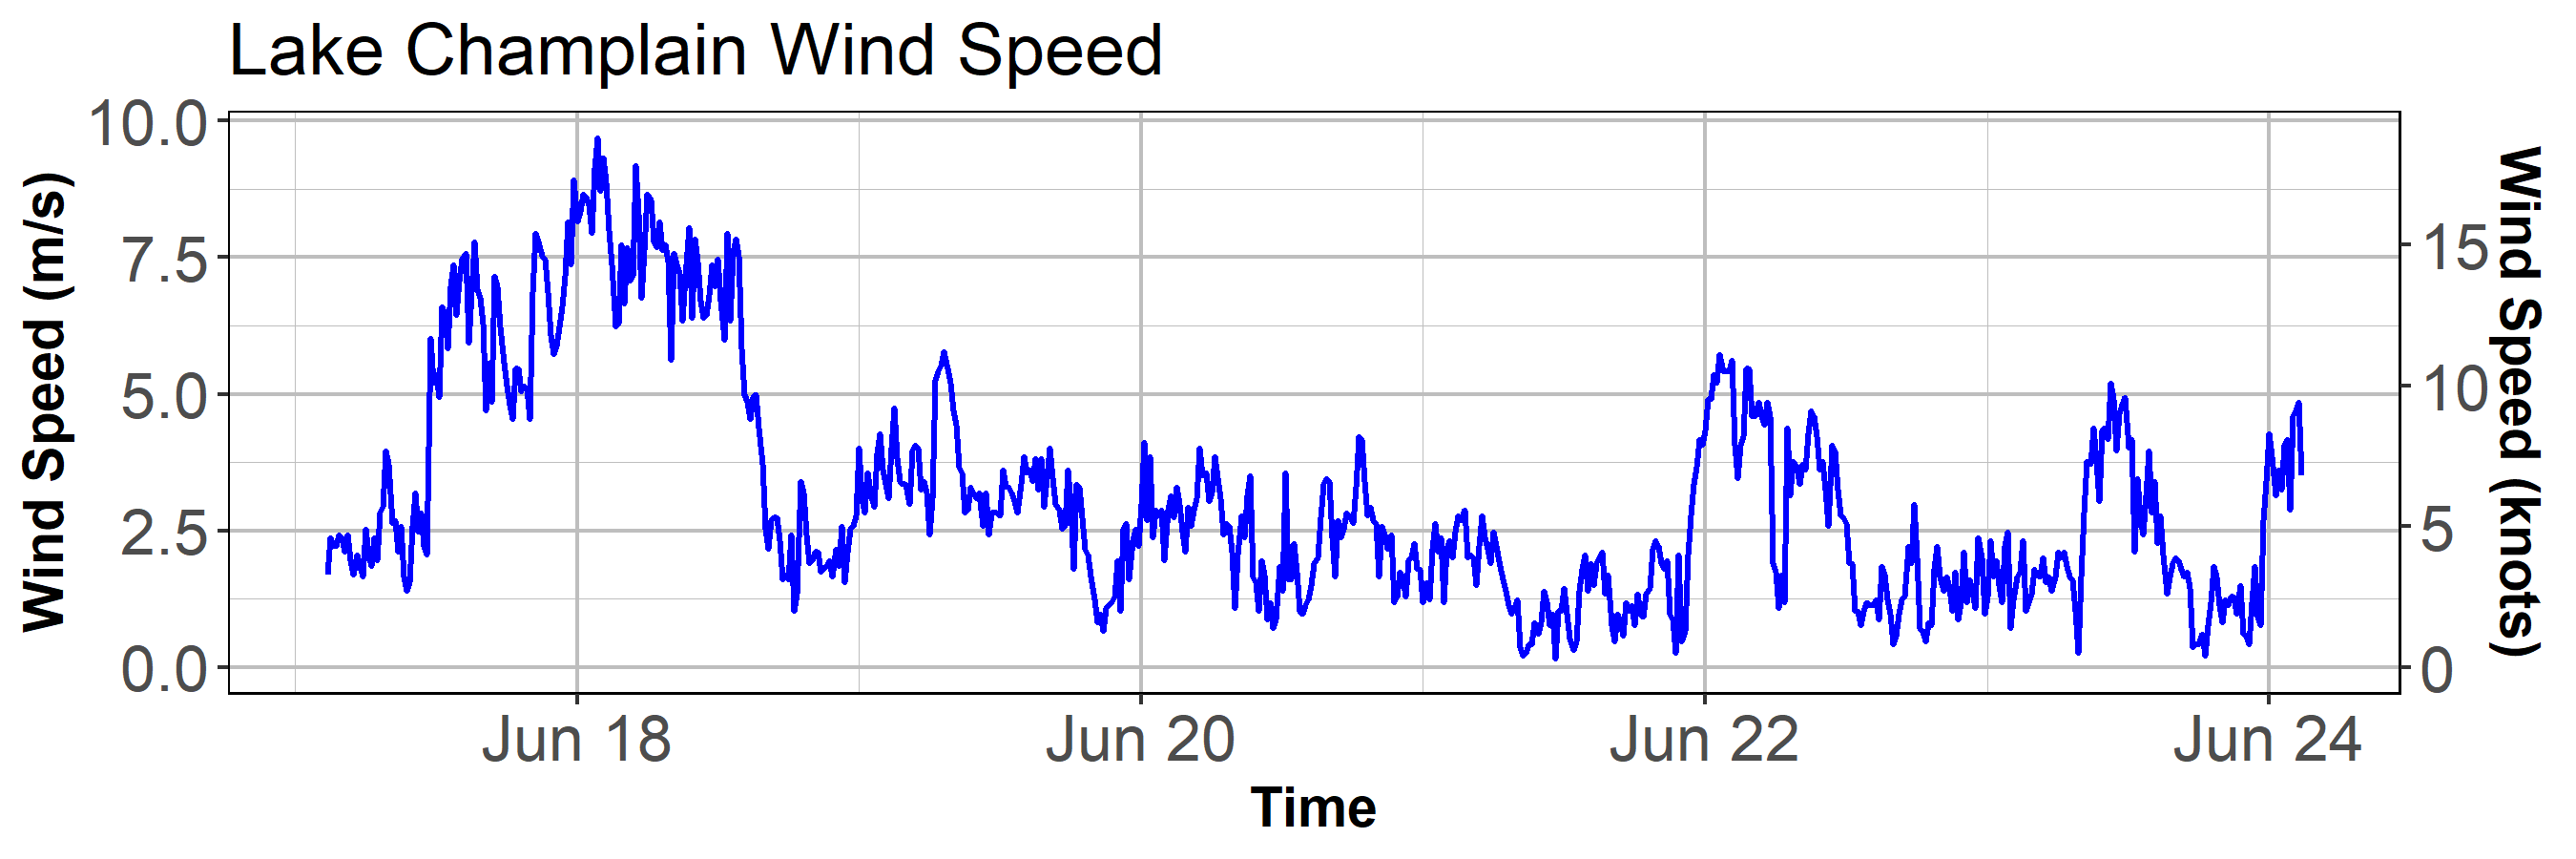 Lake Champlain Wind Speed
Wind Speed (m/s)
10.0
7.5
5.0
2.5
0.0
15
10
5
0
Wind Speed (knots)
Jun 18
Jun 20
Jun 22
Jun 24
Time